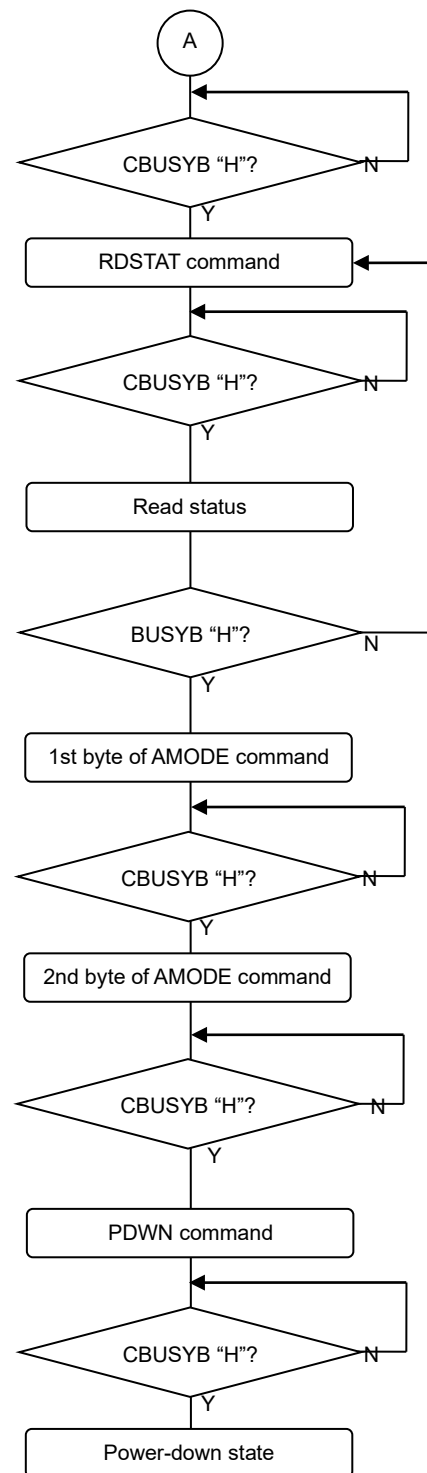 A
CBUSYB “H”?
N
Y
RDSTAT command
CBUSYB “H”?
N
Y
Read status
BUSYB “H”?
N
Y
1st byte of AMODE command
CBUSYB “H”?
N
Y
2nd byte of AMODE command
CBUSYB “H”?
N
Y
PDWN command
CBUSYB “H”?
N
Y
Power-down state